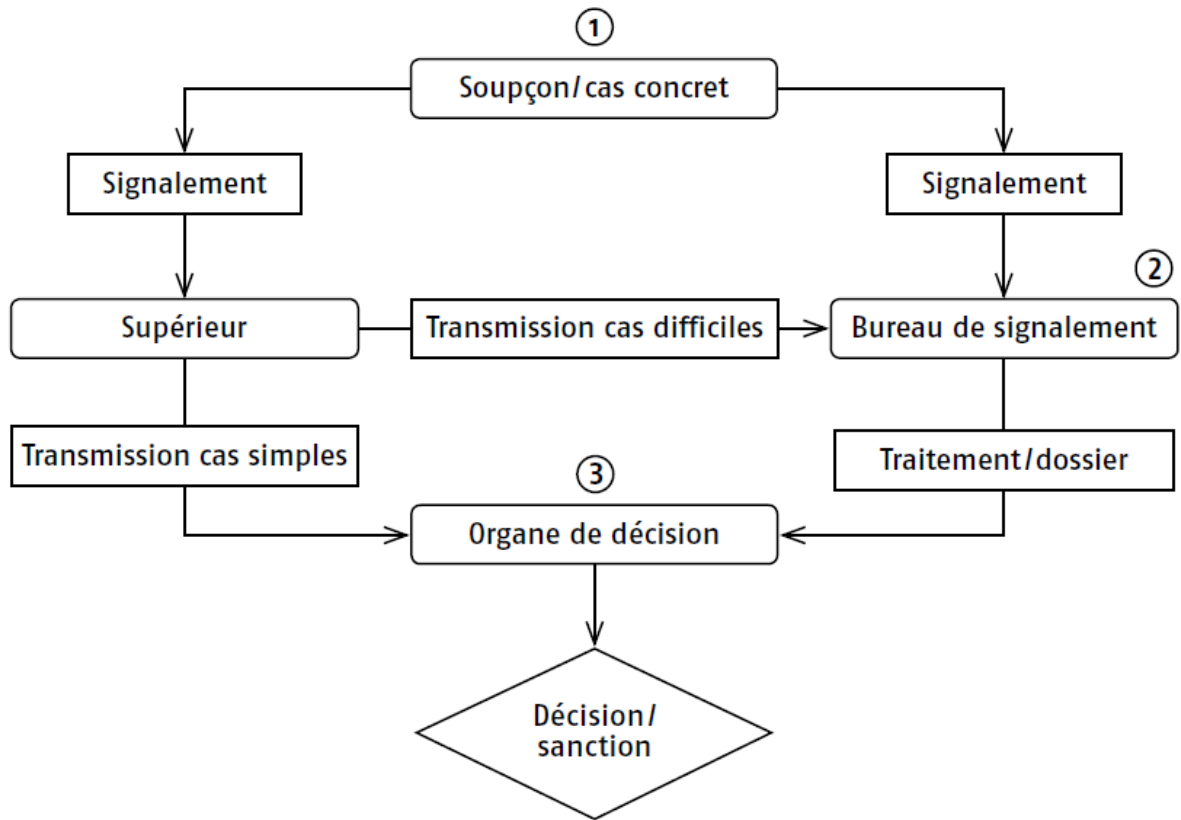 1
Soupçon/cas concret
Signalement
Signalement
2
Supérieur
Transmission cas difficiles
Bureau de signalement
Transmission cas simples
Traitement/dossier
3
Organe de décision
Décision/
sanction